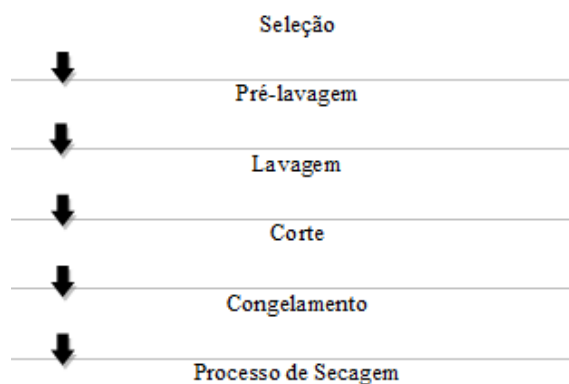 Seleção
Pré-lavagem
Lavagem
Corte
Congelamento
Processo de Secagem